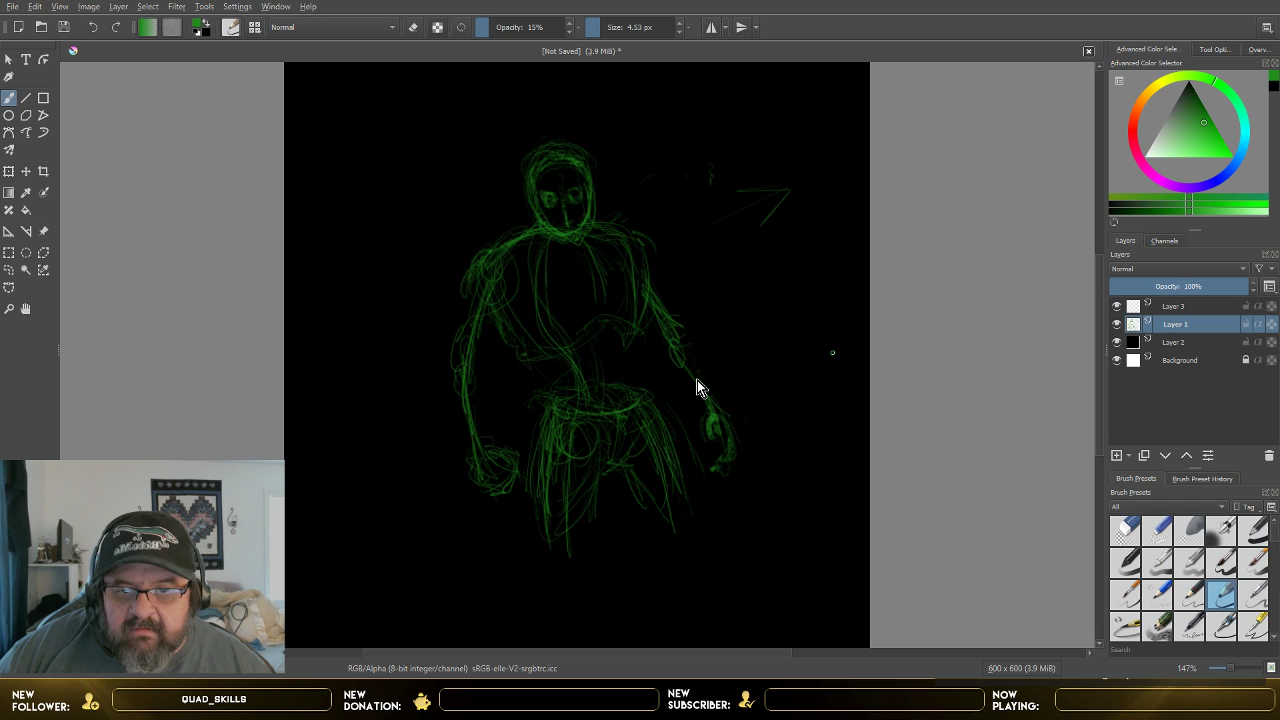 File Edit View Image Layer Select Filter Tools Settings Window Help
Normal Opacity: 15% Size: 4.53 px
[Not Saved] (3.9 MiB) *
Advanced Color Sele... Tool Opti... Overv...
Advanced Color Selector
Layers Channels
Layers
Normal
Opacity: 100%
Layer 3
Layer 1
Layer 2
Background
Brush Presets Brush Preset History
Brush Presets
All Tag
Search
RGB/Alpha (8-bit integer/channel) sRGB-elle-V2-srgbtrc.icc 600 x 600 (3.9 MiB) 147%
NEW FOLLOWER: QUAD_SKILLS NEW DONATION: NEW SUBSCRIBER: NOW PLAYING: